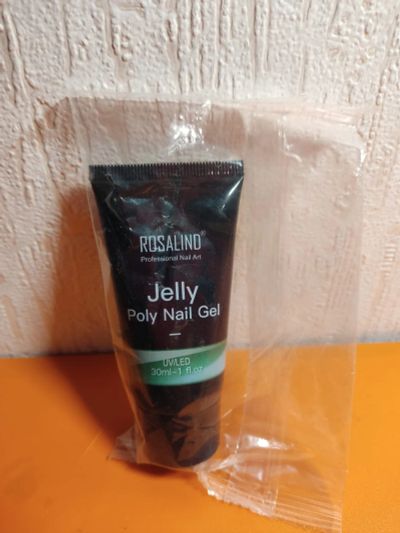 ROSALIND®
Professional Nail Art
Jelly
Poly Nail Gel
UV/LED
30ml~1 fl.oz